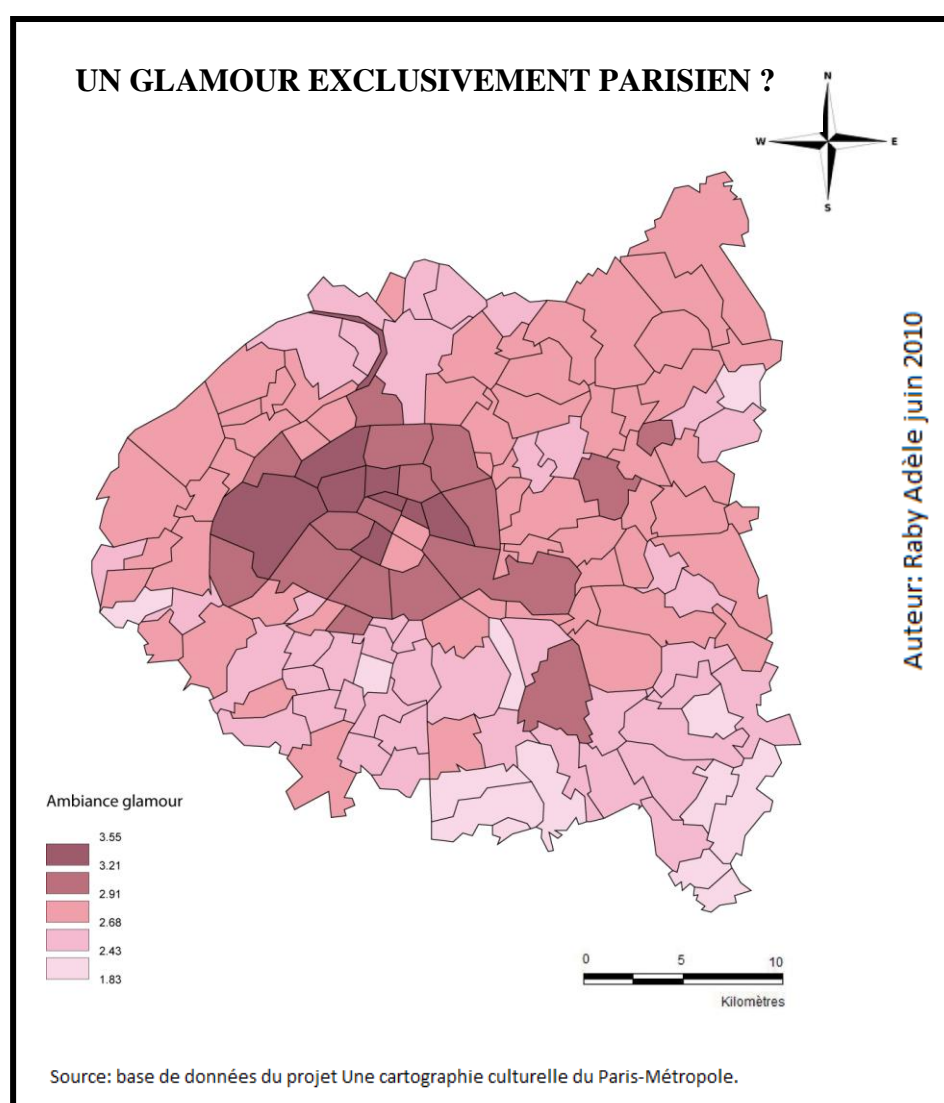 UN GLAMOUR EXCLUSIVEMENT PARISIEN ?
N
W
E
S
Auteur: Raby Adèle juin 2010
Ambiance glamour
3.55
3.21
2.91
2.68
2.43
1.83
0 5 10
Kilomètres
Source: base de données du projet Une cartographie culturelle du Paris-Métropole.